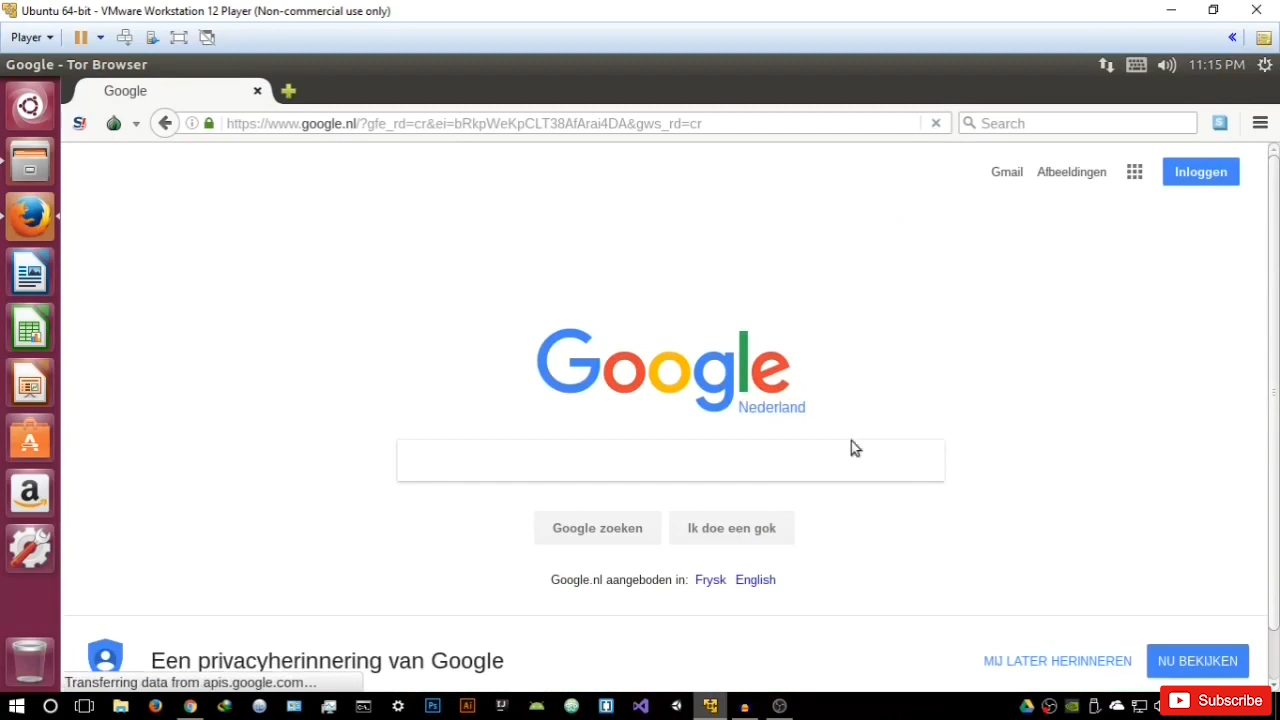 Ubuntu 64-bit - VMware Workstation 12 Player (Non-commercial use only)
Player
Google - Tor Browser
11:15 PM
Google
https://www.google.nl/?gfe_rd=cr&ei=bRkpWeKpCLT38AfArai4DA&gws_rd=cr
Search
Gmail Afbeeldingen Inloggen
Google
Nederland
Google zoeken Ik doe een gok
Google.nl aangeboden in: Frysk English
Een privacyherinnering van Google
MIJ LATER HERINNEREN NU BEKIJKEN
Transferring data from apis.google.com…
Subscribe